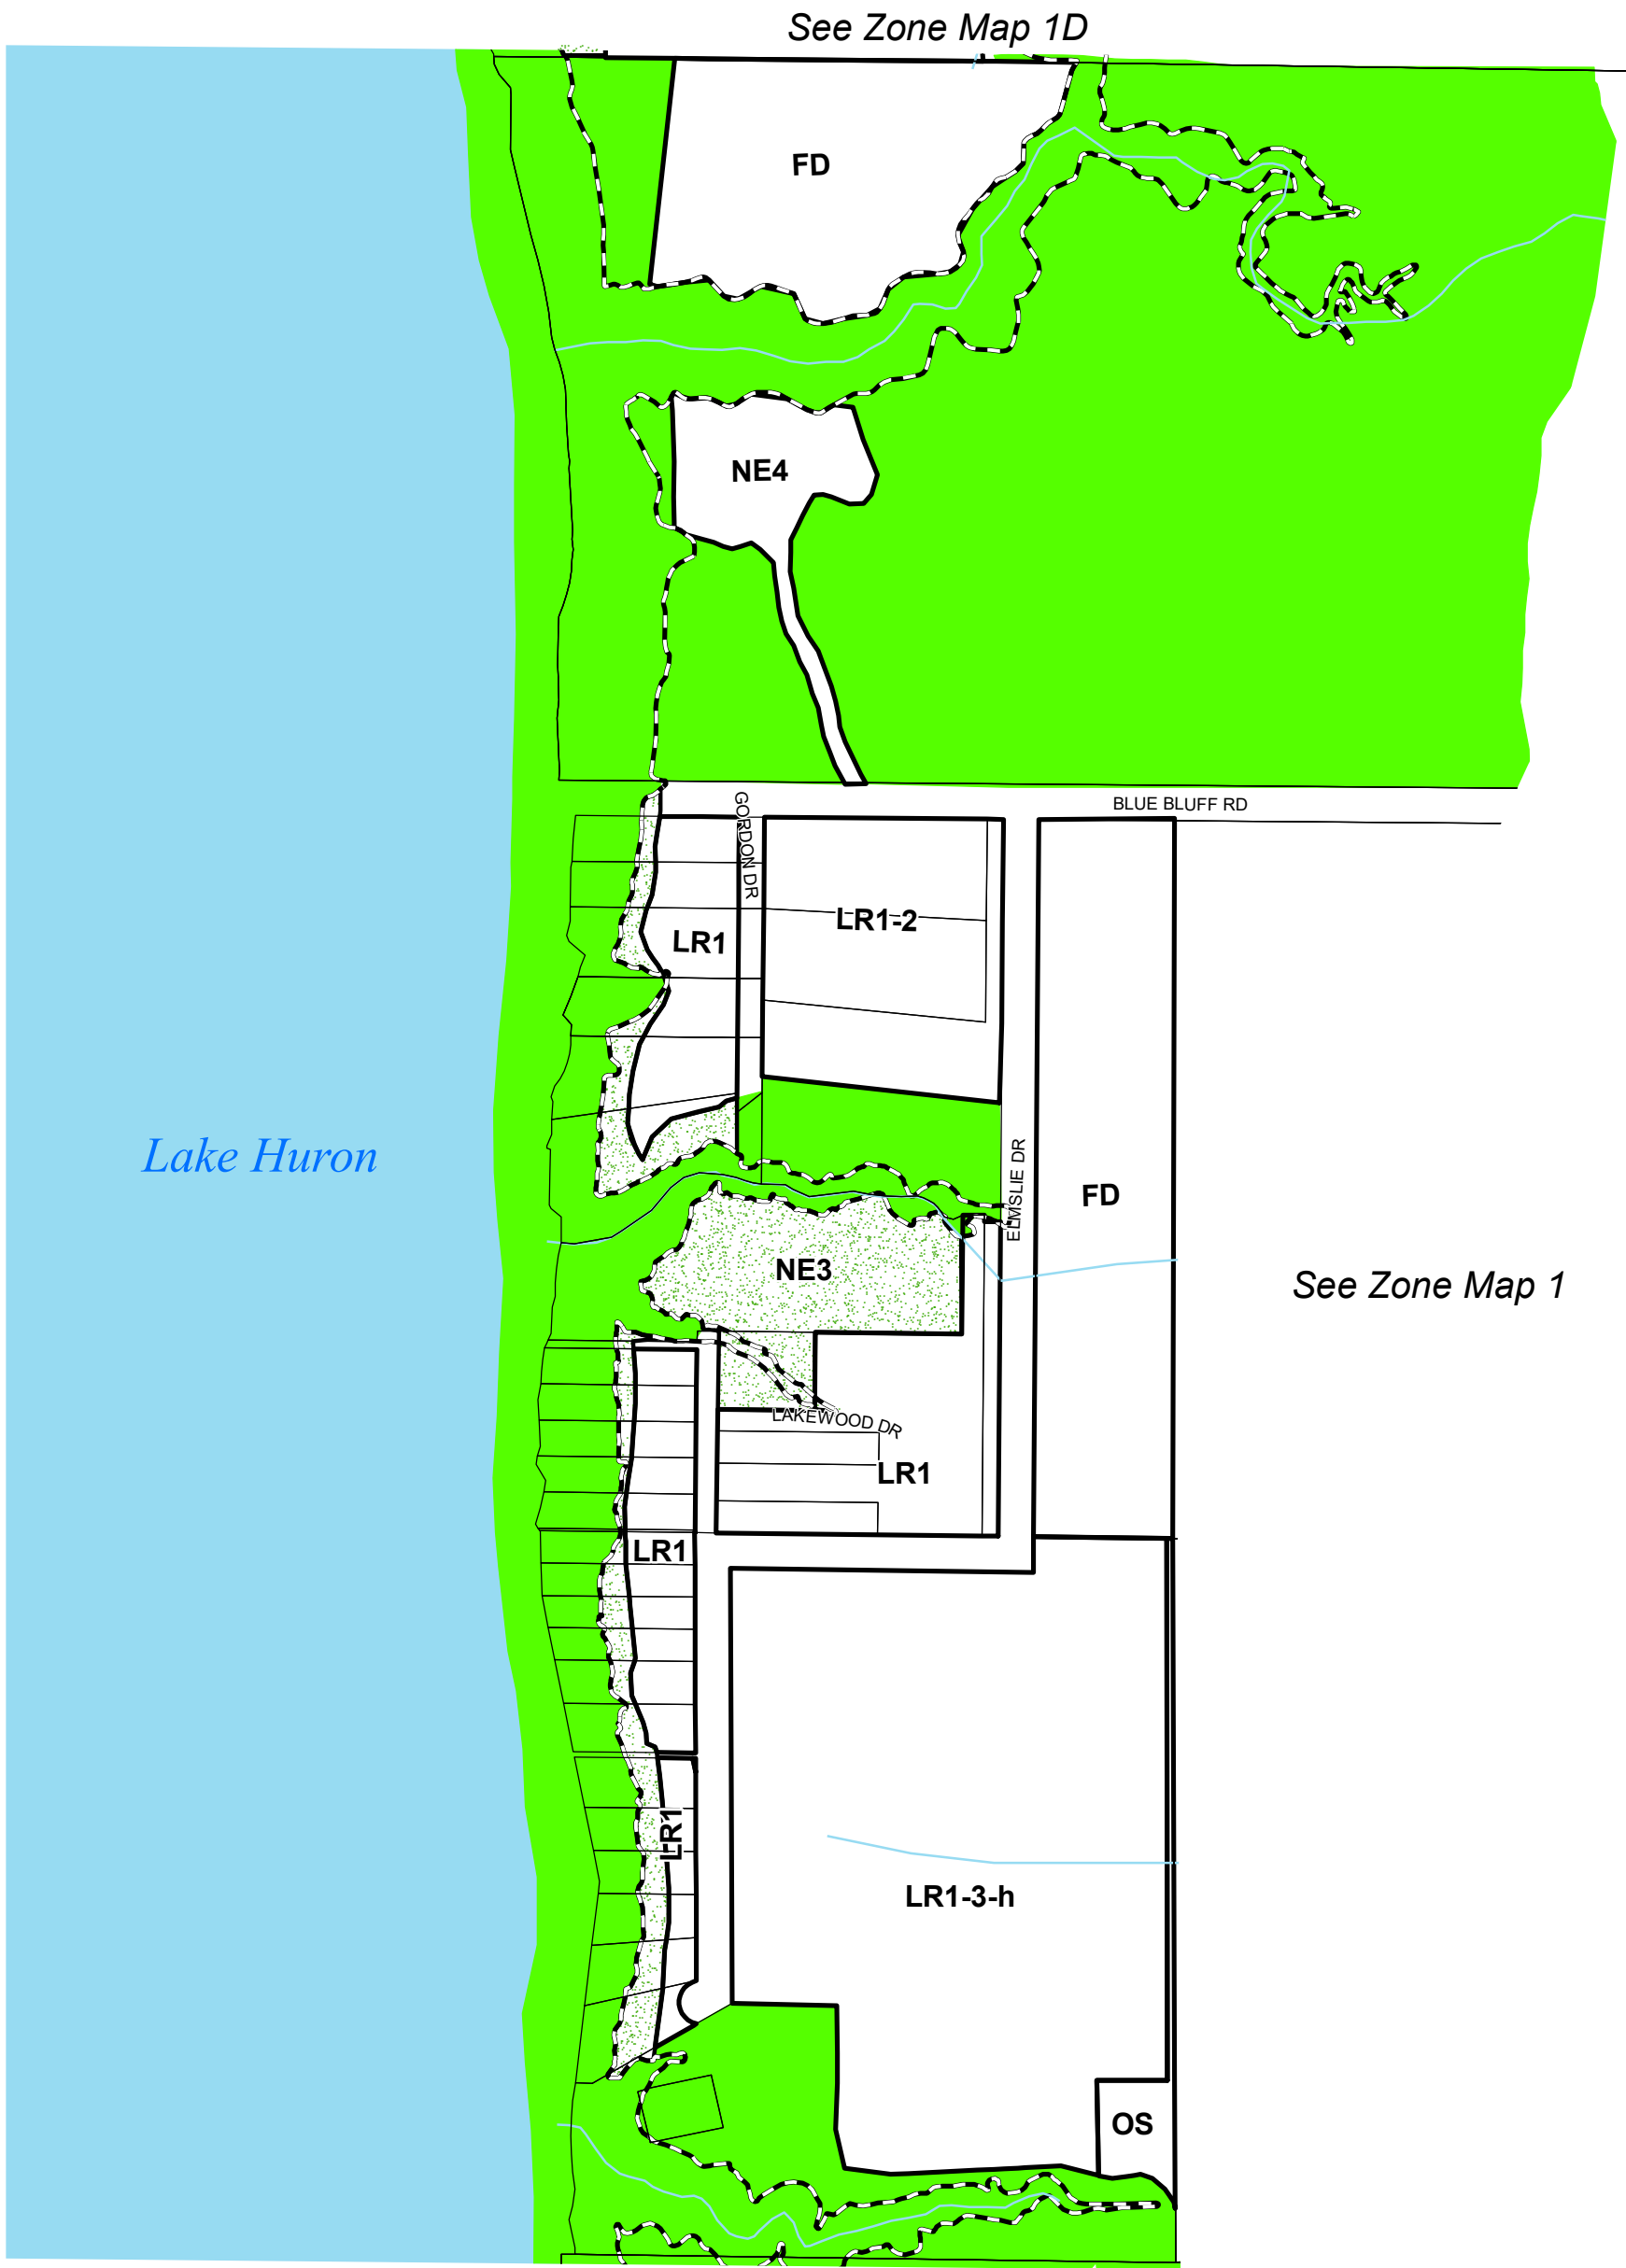 See Zone Map 1D
FD
NE4
BLUE BLUFF RD
GORDON DR
LR1-2
LR1
Lake Huron
ELMSLIE DR
FD
NE3
See Zone Map 1
LAKEWOOD DR
LR1
LR1
LR1
LR1-3-h
OS